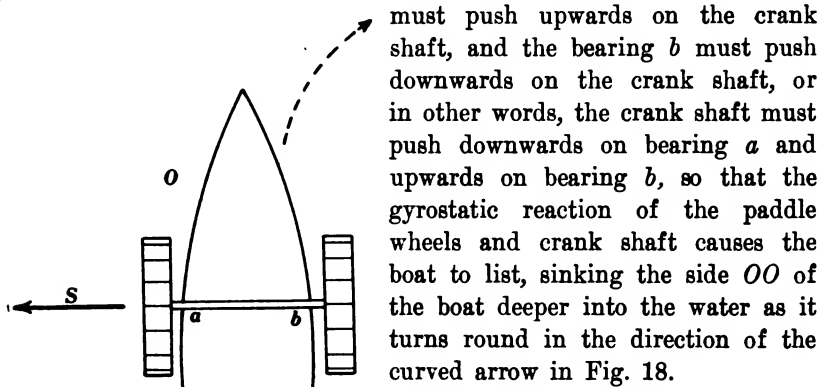 must push upwards on the crank
shaft, and the bearing b must push
downwards on the crank shaft, or
in other words, the crank shaft must
push downwards on bearing a and
upwards on bearing b, so that the
gyrostatic reaction of the paddle
wheels and crank shaft causes the
boat to list, sinking the side OO of
the boat deeper into the water as it
turns round in the direction of the
curved arrow in Fig. 18.
O
S
a b